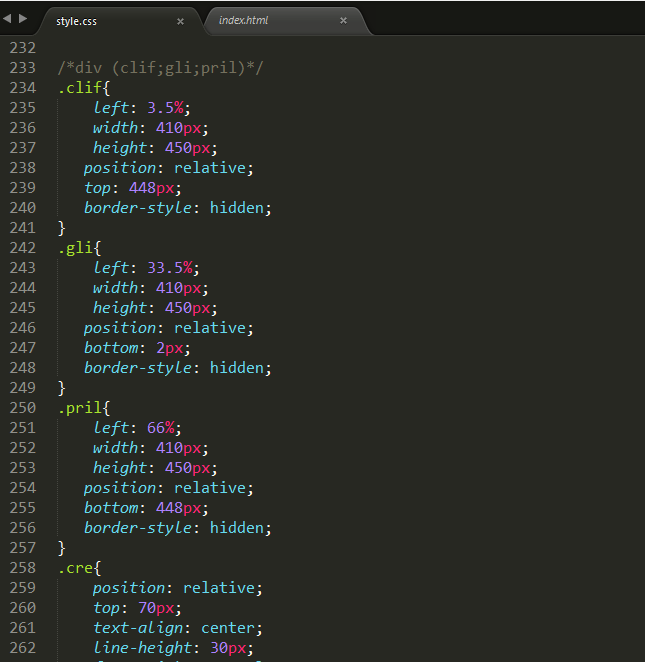 style.css × index.html ×
232
233 /*div (clif;gli;pril)*/
234 .clif{
235 left: 3.5%;
236 width: 410px;
237 height: 450px;
238 position: relative;
239 top: 448px;
240 border-style: hidden;
241 }
242 .gli{
243 left: 33.5%;
244 width: 410px;
245 height: 450px;
246 position: relative;
247 bottom: 2px;
248 border-style: hidden;
249 }
250 .pril{
251 left: 66%;
252 width: 410px;
253 height: 450px;
254 position: relative;
255 bottom: 448px;
256 border-style: hidden;
257 }
258 .cre{
259 position: relative;
260 top: 70px;
261 text-align: center;
262 line-height: 30px;